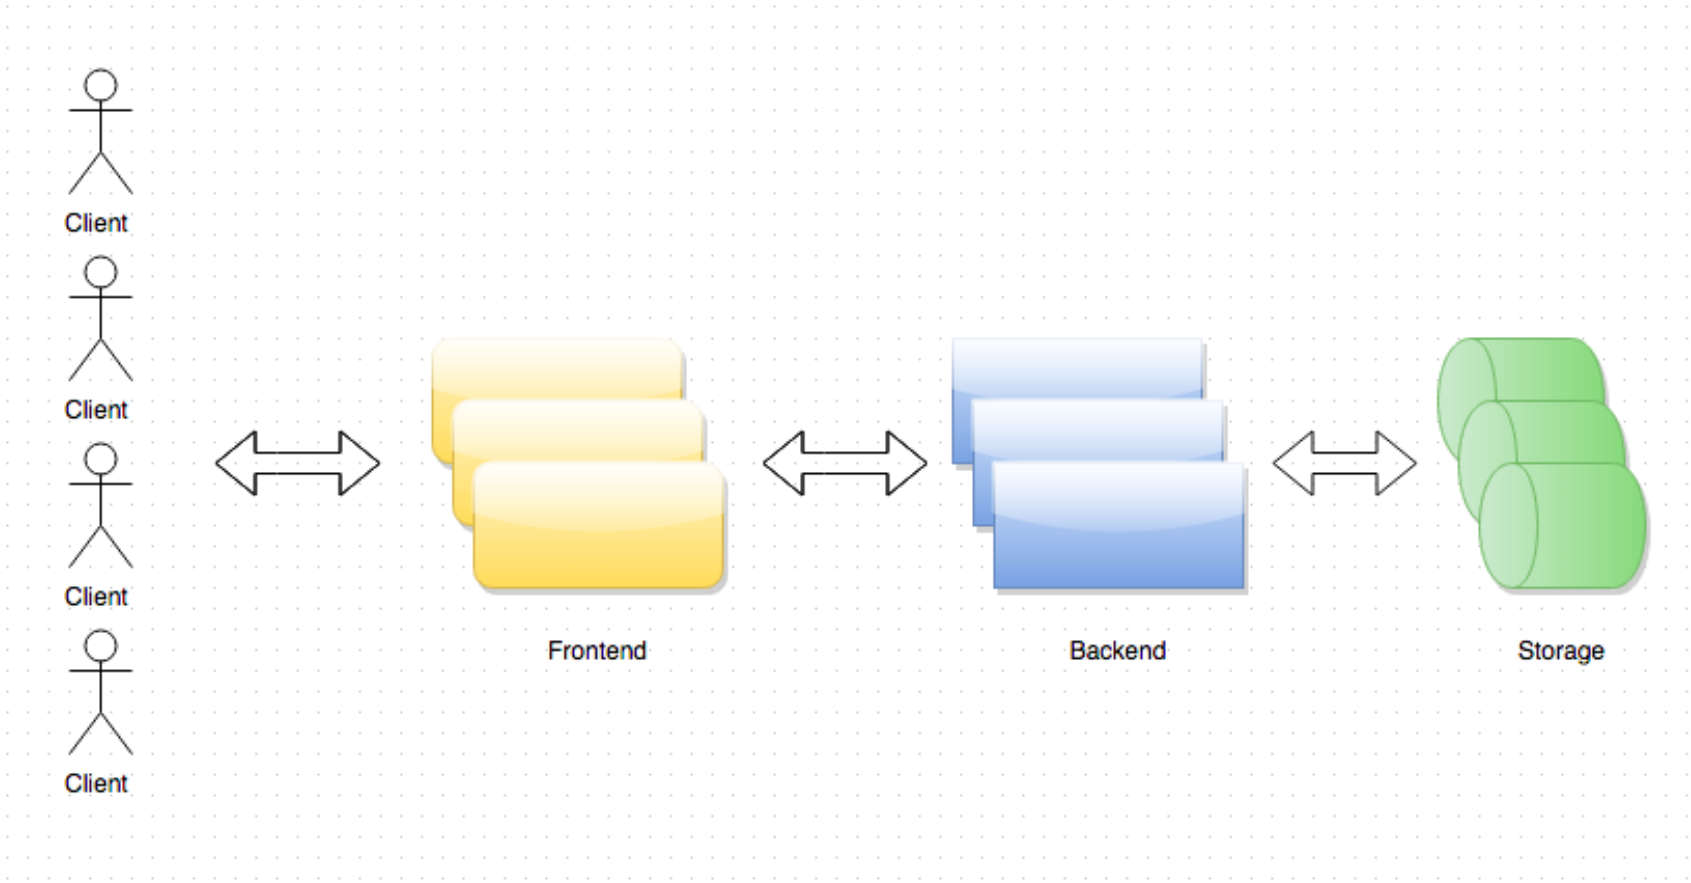 Client
Client
Client
Client
Frontend
Backend
Storage